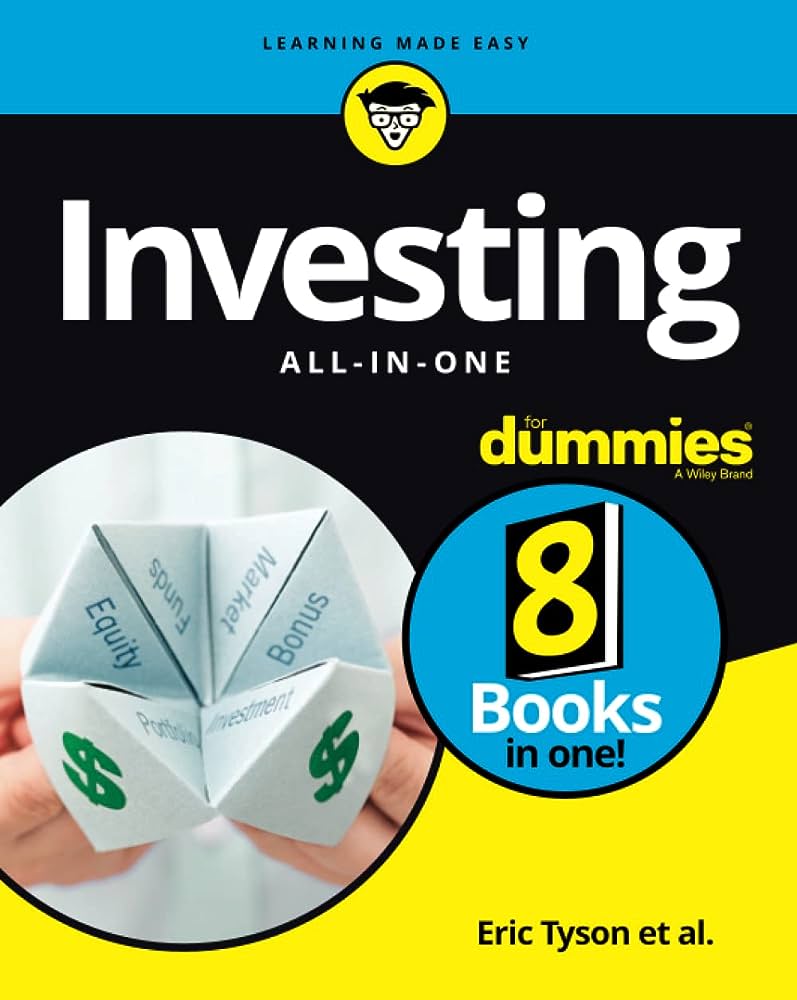 LEARNING MADE EASY
Investing
ALL-IN-ONE
for
dummies®
A Wiley Brand
8
Books
in one!
Equity
Funds
Market
Bonus
Portfolio
Investment
$
$
Eric Tyson et al.